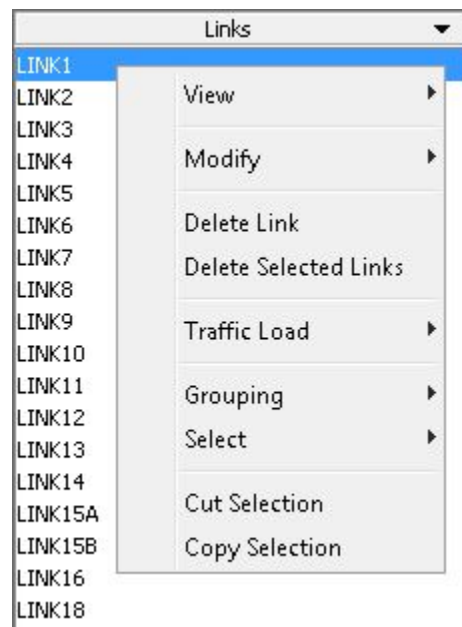 Links
LINK1
LINK2
LINK3
LINK4
LINK5
LINK6
LINK7
LINK8
LINK9
LINK10
LINK11
LINK12
LINK13
LINK14
LINK15A
LINK15B
LINK16
LINK18
View
Modify
Delete Link
Delete Selected Links
Traffic Load
Grouping
Select
Cut Selection
Copy Selection